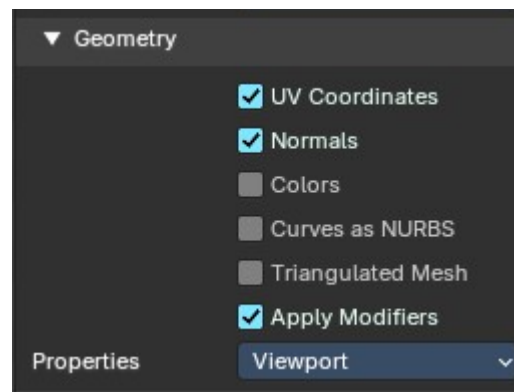 Geometry
UV Coordinates
Normals
Colors
Curves as NURBS
Triangulated Mesh
Apply Modifiers
Properties Viewport